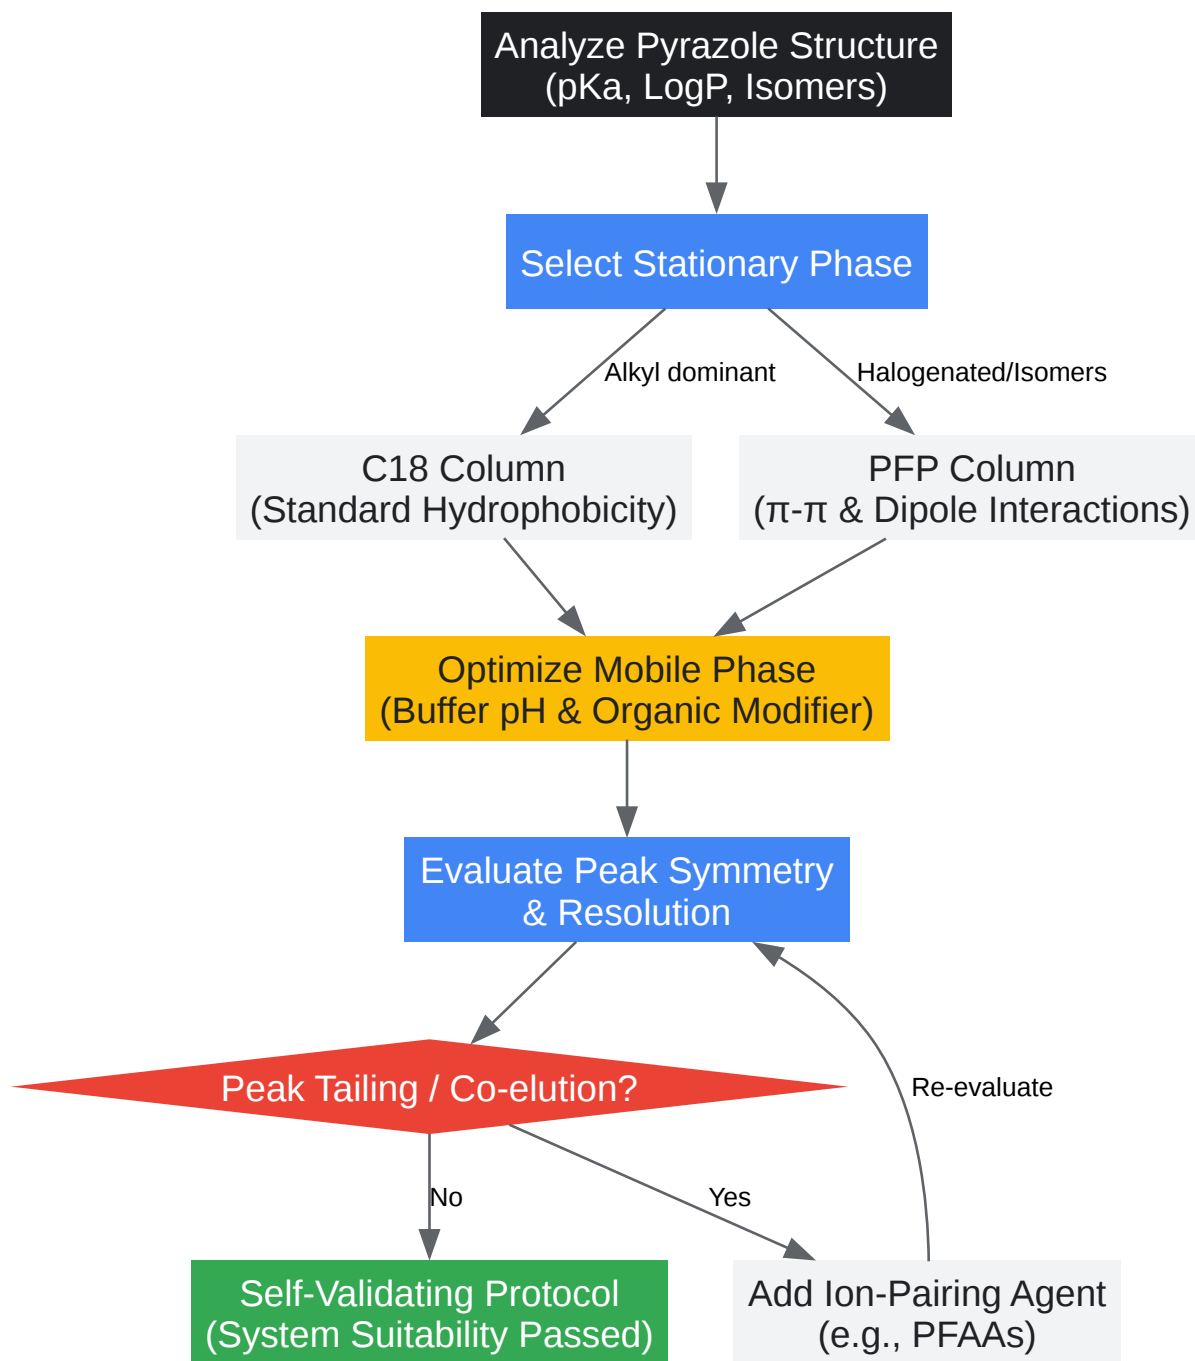 Analyze Pyrazole Structure
(pKa, LogP, Isomers)
Select Stationary Phase
Alkyl dominant
Halogenated/Isomers
C18 Column
(Standard Hydrophobicity)
PFP Column
(π-π & Dipole Interactions)
Optimize Mobile Phase
(Buffer pH & Organic Modifier)
Evaluate Peak Symmetry
& Resolution
Peak Tailing / Co-elution?
Re-evaluate
No
Yes
Self-Validating Protocol
(System Suitability Passed)
Add Ion-Pairing Agent
(e.g., PFAAs)